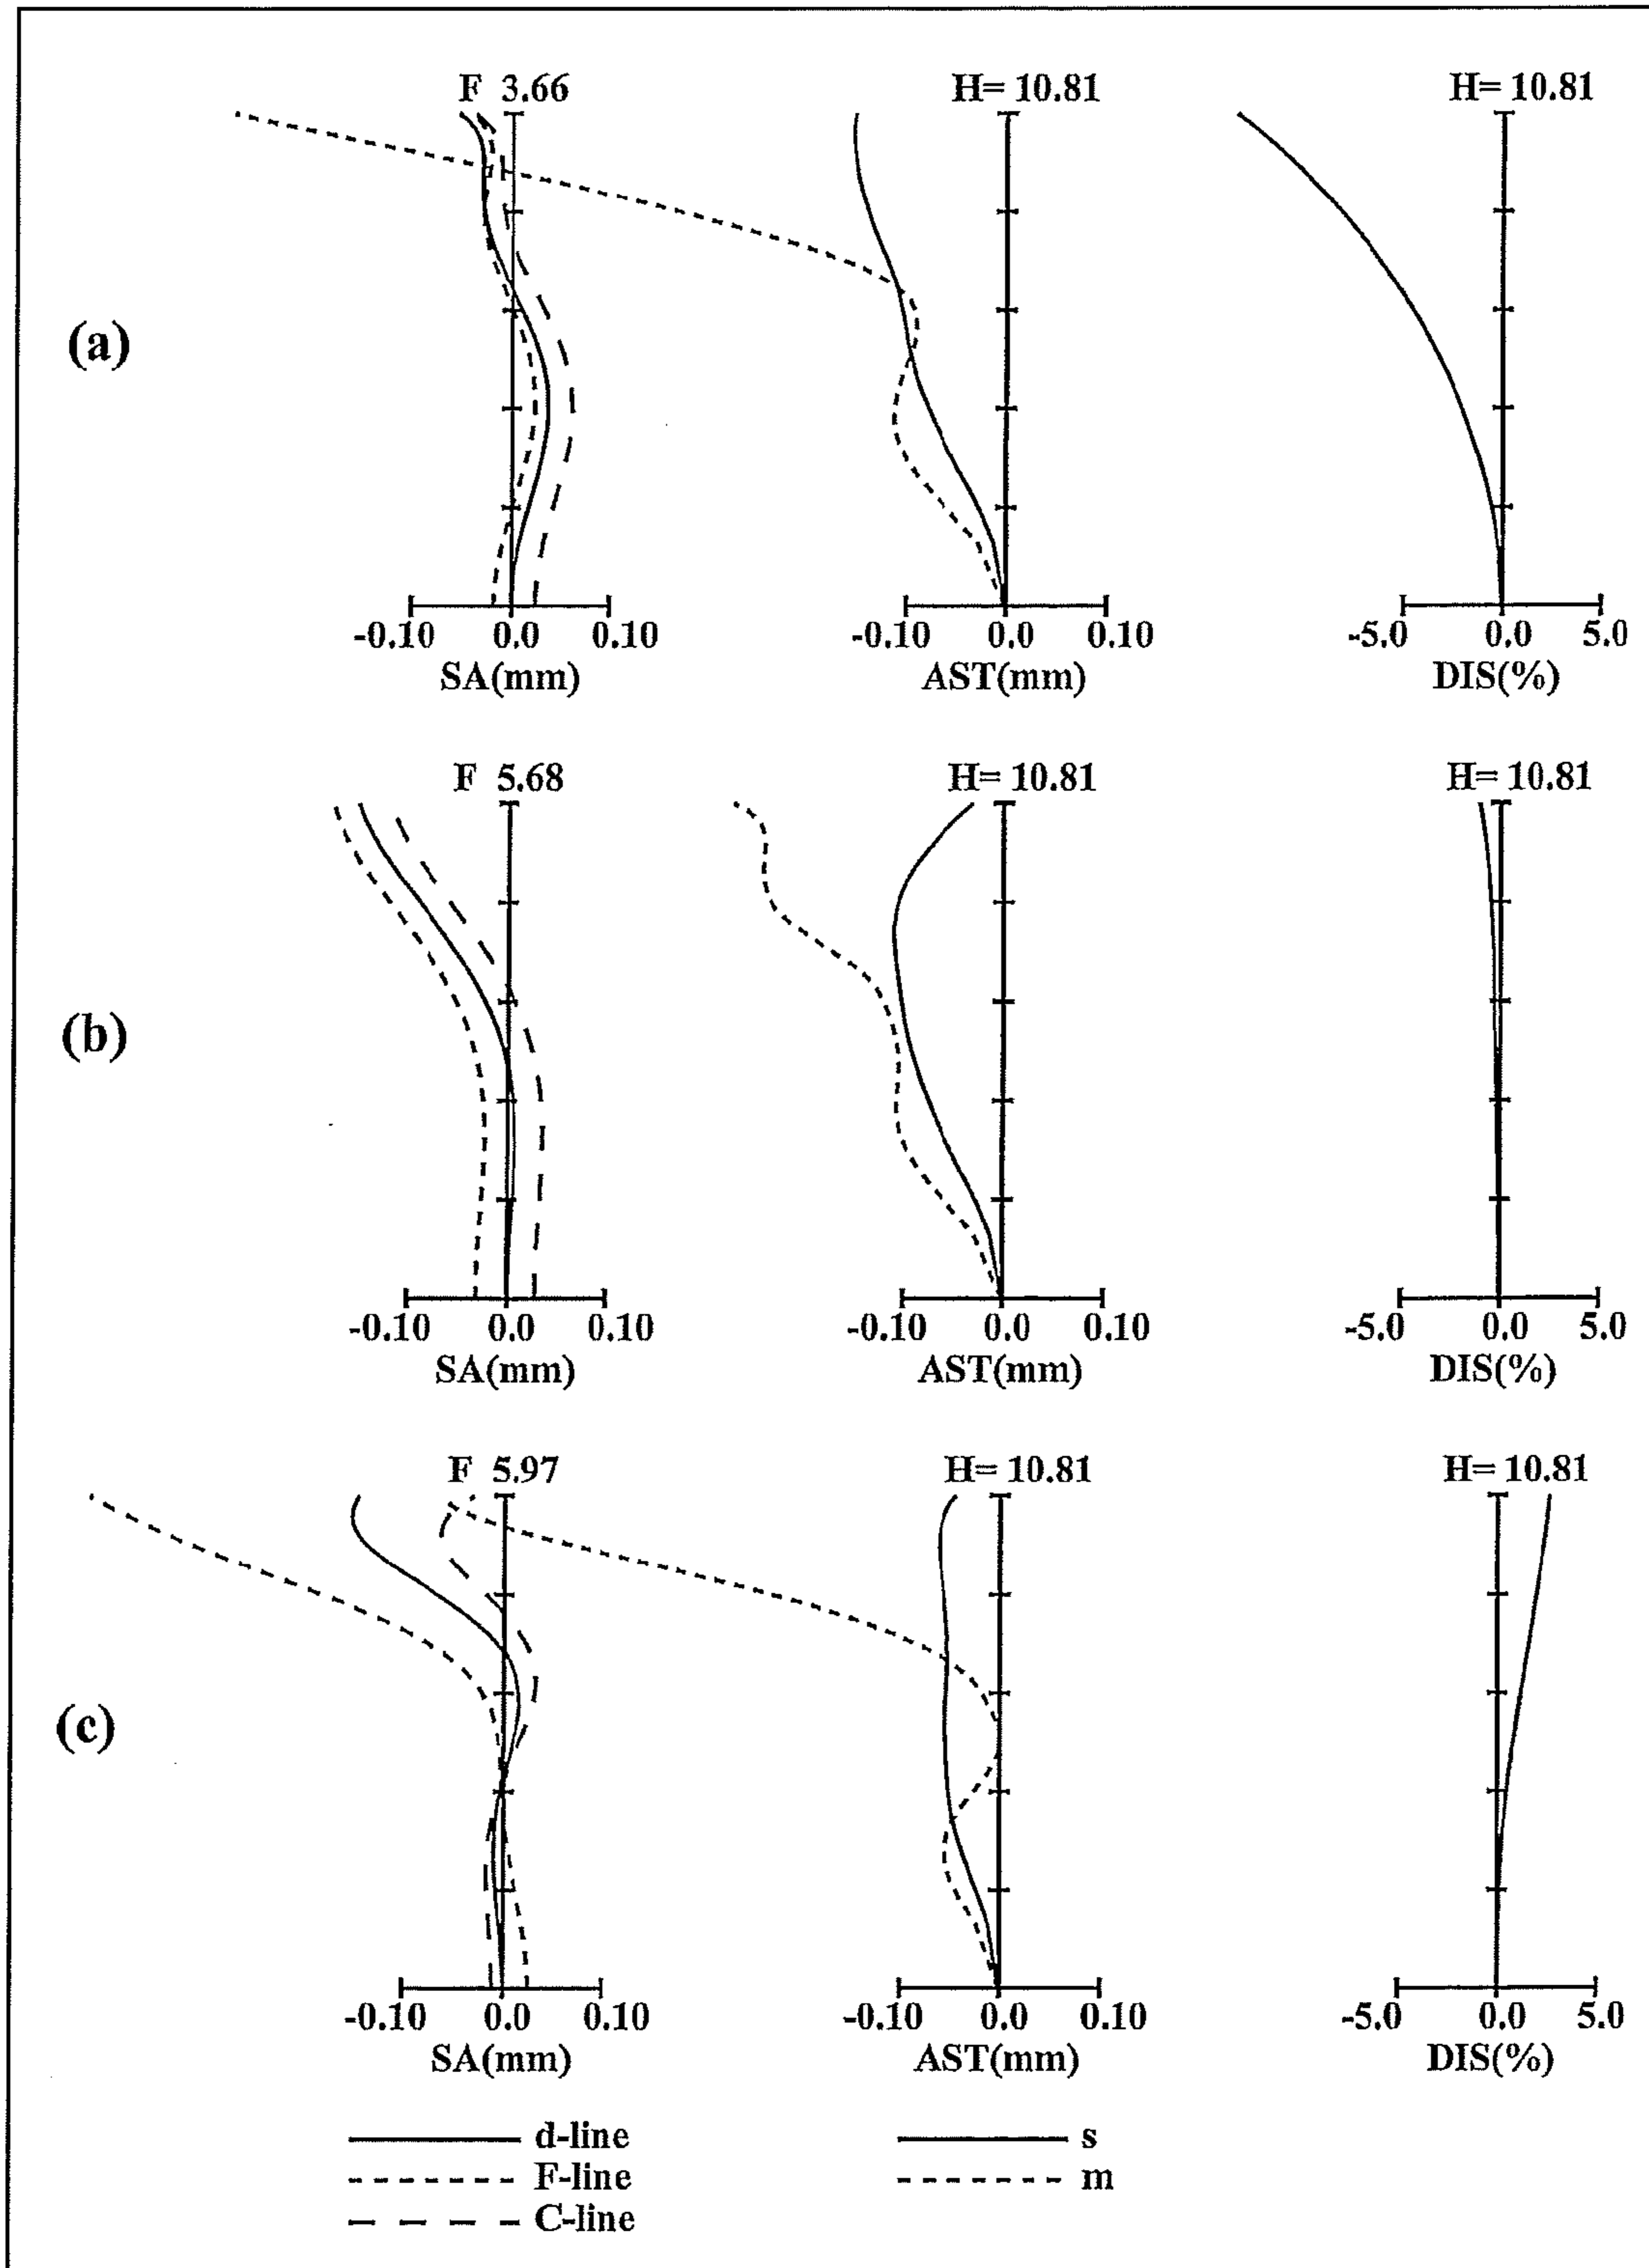 F 3.66
H= 10.81
H= 10.81
(a)
-0.10 0.0 0.10
SA(mm)
-0.10 0.0 0.10
AST(mm)
-5.0 0.0 5.0
DIS(%)
F 5.68
H= 10.81
H= 10.81
(b)
-0.10 0.0 0.10
SA(mm)
-0.10 0.0 0.10
AST(mm)
-5.0 0.0 5.0
DIS(%)
F 5.97
H= 10.81
H= 10.81
(c)
-0.10 0.0 0.10
SA(mm)
-0.10 0.0 0.10
AST(mm)
-5.0 0.0 5.0
DIS(%)
d-line
F-line
C-line
s
m